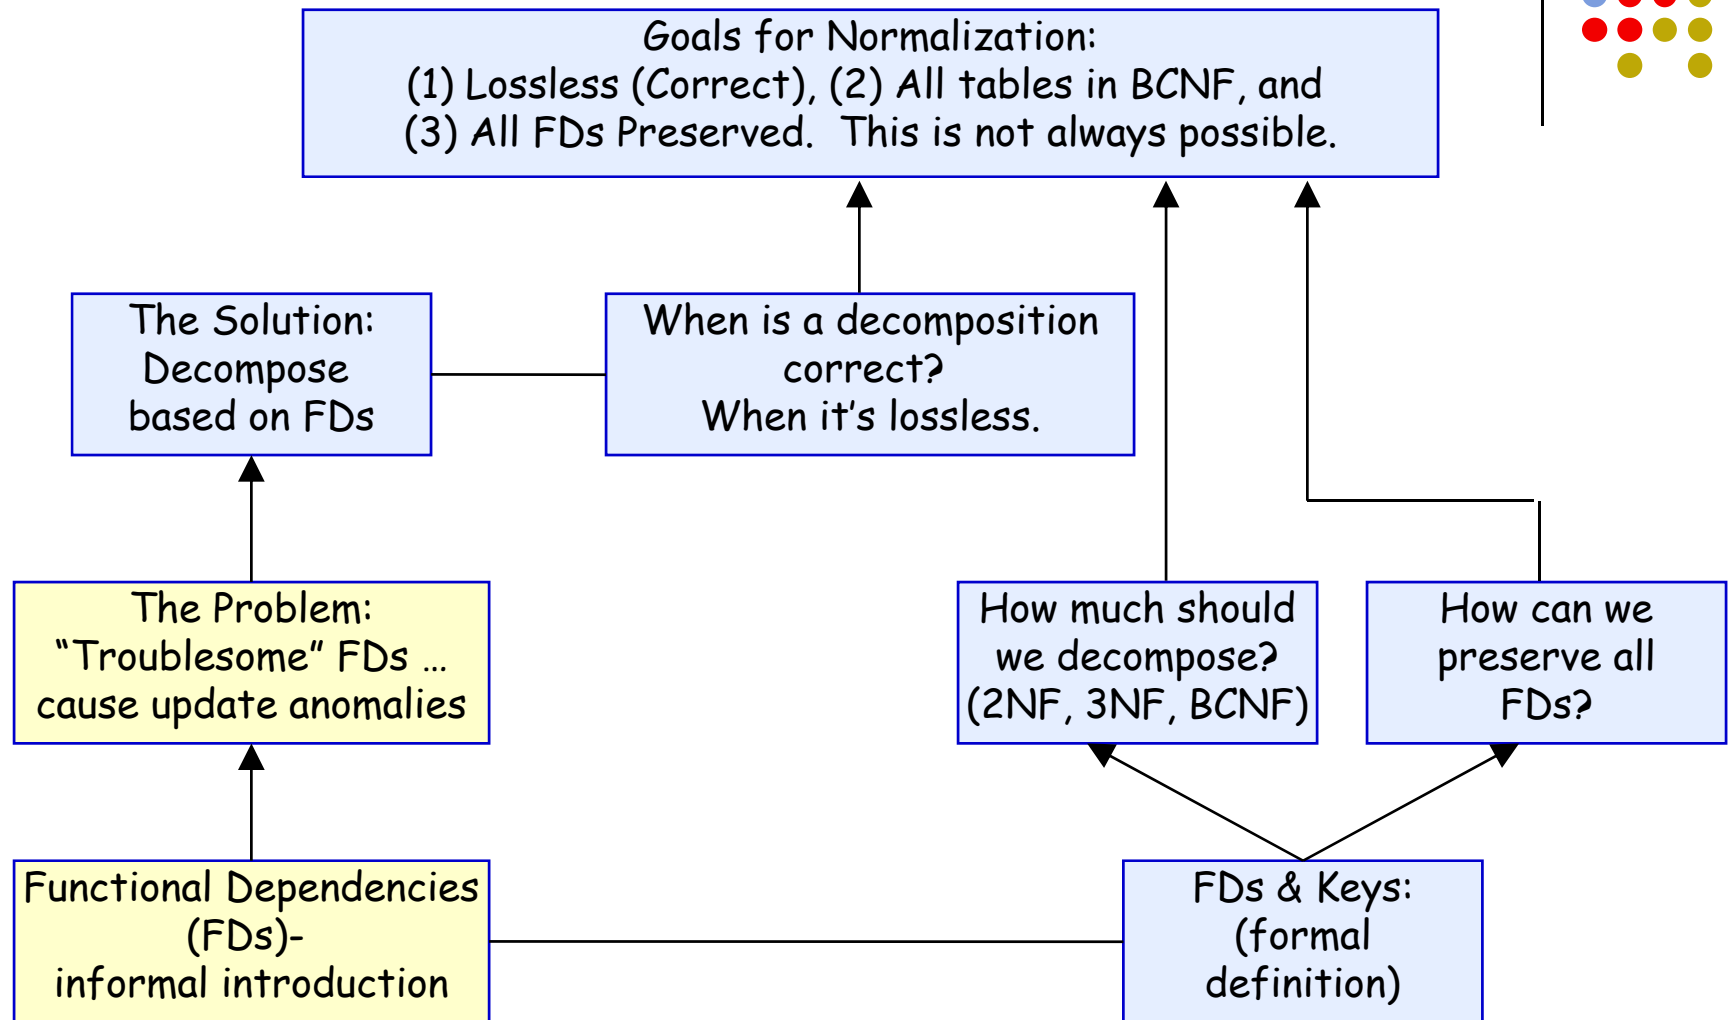 Goals for Normalization:
(1) Lossless (Correct), (2) All tables in BCNF, and
(3) All FDs Preserved.  This is not always possible.
The Solution:
Decompose
based on FDs
When is a decomposition
correct?
When it's lossless.
The Problem:
“Troublesome” FDs …
cause update anomalies
How much should
we decompose?
(2NF, 3NF, BCNF)
How can we
preserve all
FDs?
Functional Dependencies
(FDs)-
informal introduction
FDs & Keys:
(formal
definition)